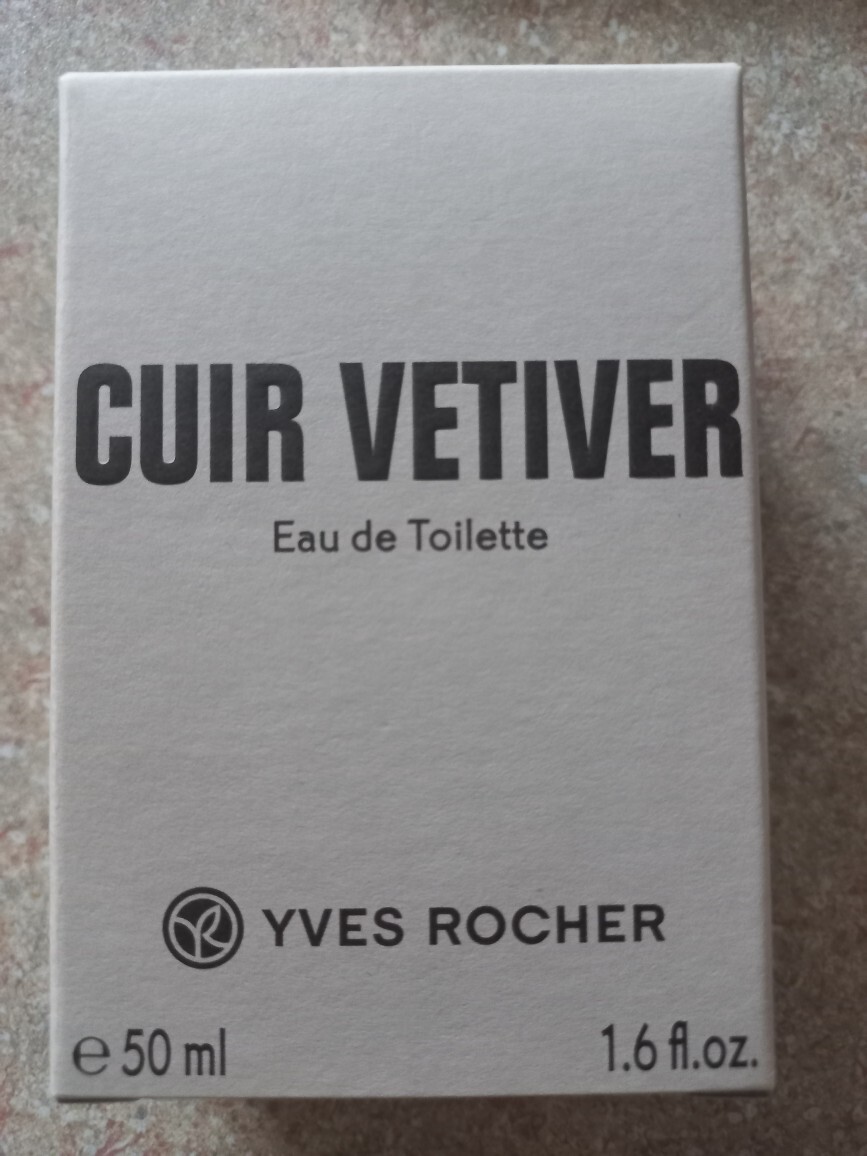 CUIR VETIVER
Eau de Toilette
YVES ROCHER
℮ 50 ml 1.6 fl.oz.